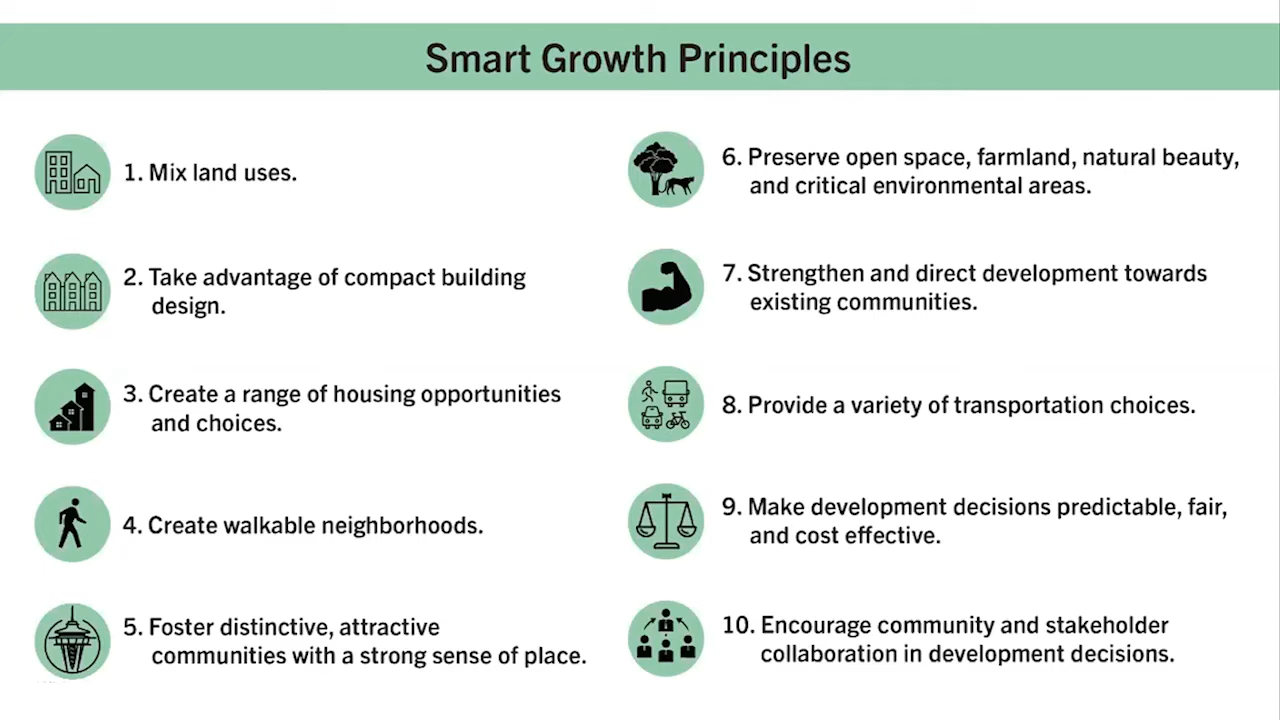 Smart Growth Principles
1. Mix land uses.
2. Take advantage of compact building
design.
3. Create a range of housing opportunities
and choices.
4. Create walkable neighborhoods.
5. Foster distinctive, attractive
communities with a strong sense of place.
6. Preserve open space, farmland, natural beauty,
and critical environmental areas.
7. Strengthen and direct development towards
existing communities.
8. Provide a variety of transportation choices.
9. Make development decisions predictable, fair,
and cost effective.
10. Encourage community and stakeholder
collaboration in development decisions.